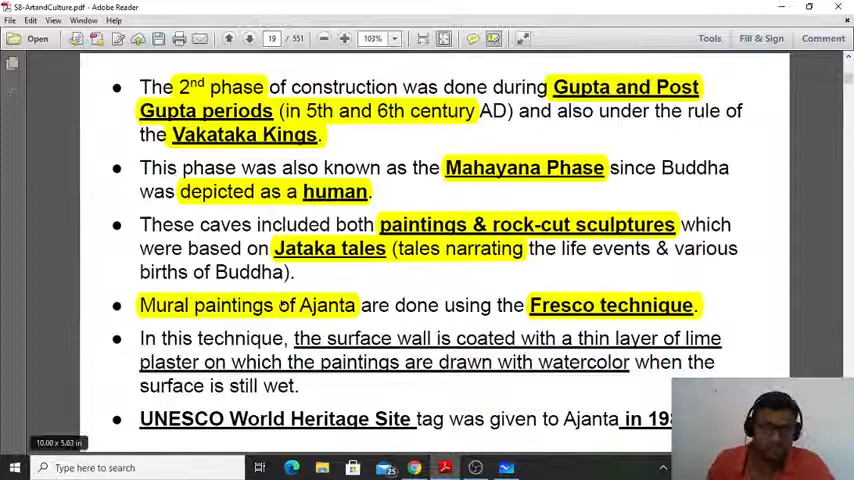 S8-ArtandCulture.pdf - Adobe Reader
File Edit View Window Help
Open 19 / 551 103% Tools Fill & Sign Comment
● The 2nd phase of construction was done during Gupta and Post
Gupta periods (in 5th and 6th century AD) and also under the rule of
the Vakataka Kings.
● This phase was also known as the Mahayana Phase since Buddha
was depicted as a human.
● These caves included both paintings & rock-cut sculptures which
were based on Jataka tales (tales narrating the life events & various
births of Buddha).
● Mural paintings of Ajanta are done using the Fresco technique.
● In this technique, the surface wall is coated with a thin layer of lime
plaster on which the paintings are drawn with watercolor when the
surface is still wet.
● UNESCO World Heritage Site tag was given to Ajanta in
10.00 x 5.63 in
Type here to search
25